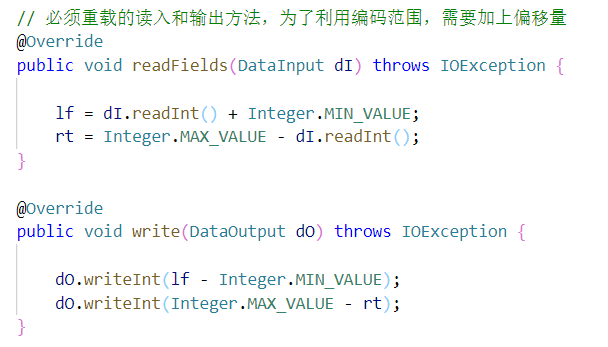 // 必须重载的读入和输出方法，为了利用编码范围，需要加上偏移量
@Override
public void readFields(DataInput dI) throws IOException {
lf = dI.readInt() + Integer.MIN_VALUE;
rt = Integer.MAX_VALUE - dI.readInt();
}
@Override
public void write(DataOutput dO) throws IOException {
dO.writeInt(lf - Integer.MIN_VALUE);
dO.writeInt(Integer.MAX_VALUE - rt);
}